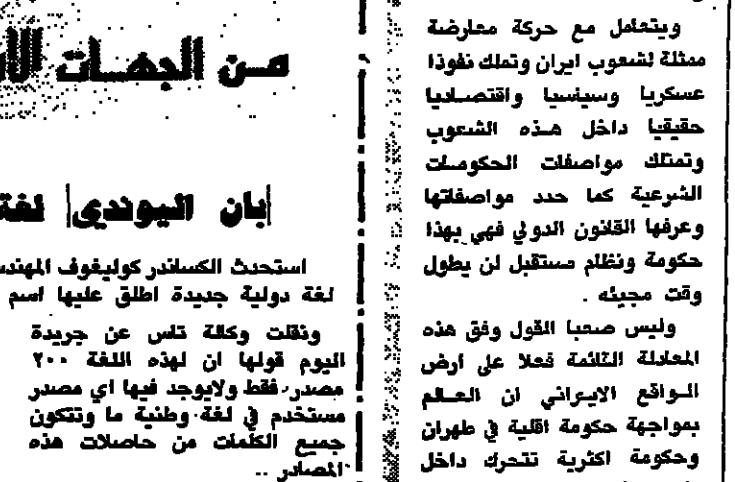 ويتعامل مع حركة معارضة
ممثلة لشعوب ايران وتملك نفوذا
عسكريا وسياسيا واقتصاديا
حقيقيا داخل هذه الشعوب
وتمتلك مواصفات الحكومات
الشرعية كما حدد مواصفاتها
وعرفها القانون الدولي فهي بهذا
حكومة ونظام مستقبل لن يطول
وقت مجيئه .
وليس صعبا القول وفق هذه
المعادلة القائمة فعلا على أرض
الواقع الايراني ان العالم
بمواجهة حكومة اقلية في طهران
وحكومة اكثرية تتحرك داخل
من الجهات
إبان اليوندي| لغة
استحدث الكساندر كوليغوف المهندس
لغة دولية جديدة اطلق عليها اسم
ونقلت وكالة تاس عن جريدة
اليوم قولها ان لهذه اللغة ٢٠٠
مصدر فقط ولايوجد فيها اي مصدر
مستخدم في لغة وطنية ما وتتكون
جميع الكلمات من حاصلات هذه
المصادر ..